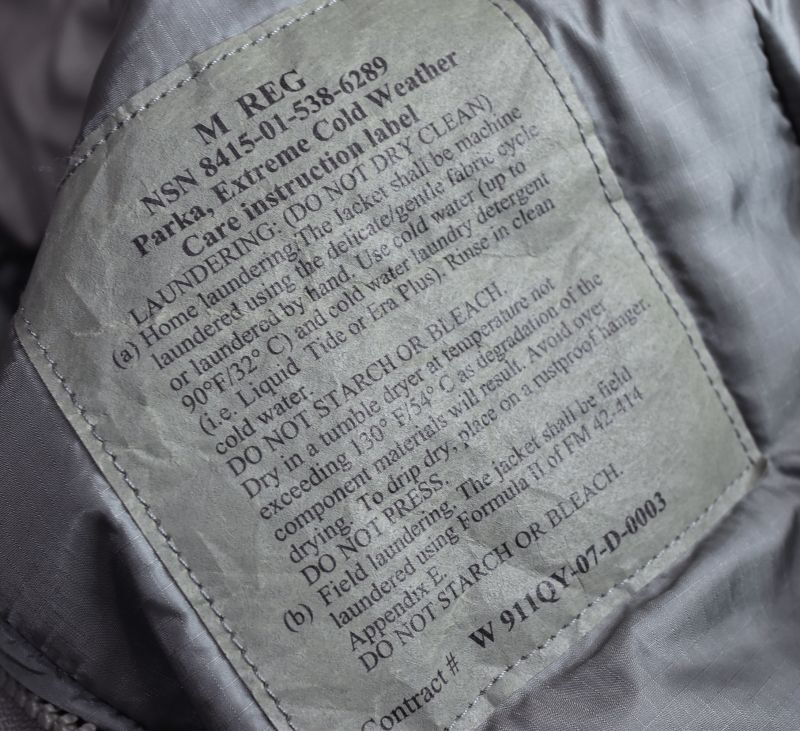 M REG
NSN 8415-01-538-6289
Parka, Extreme Cold Weather
Care instruction label
LAUNDERING: (DO NOT DRY CLEAN)
(a) Home laundering. The Jacket shall be machine
laundered using the delicate/gentle fabric cycle
or laundered by hand. Use cold water (up to
90°F/32° C) and cold water laundry detergent
(i.e. Liquid Tide or Era Plus). Rinse in clean
cold water.
DO NOT STARCH OR BLEACH.
Dry in a tumble dryer at temperature not
exceeding 130° F/54° C as degradation of the
component materials will result. Avoid over
drying. To drip dry, place on a rustproof hanger.
DO NOT PRESS.
(b) Field laundering. The jacket shall be field
laundered using Formula II of FM 42-414
Appendix E.
DO NOT STARCH OR BLEACH.
Contract # W 911QY-07-D-0003